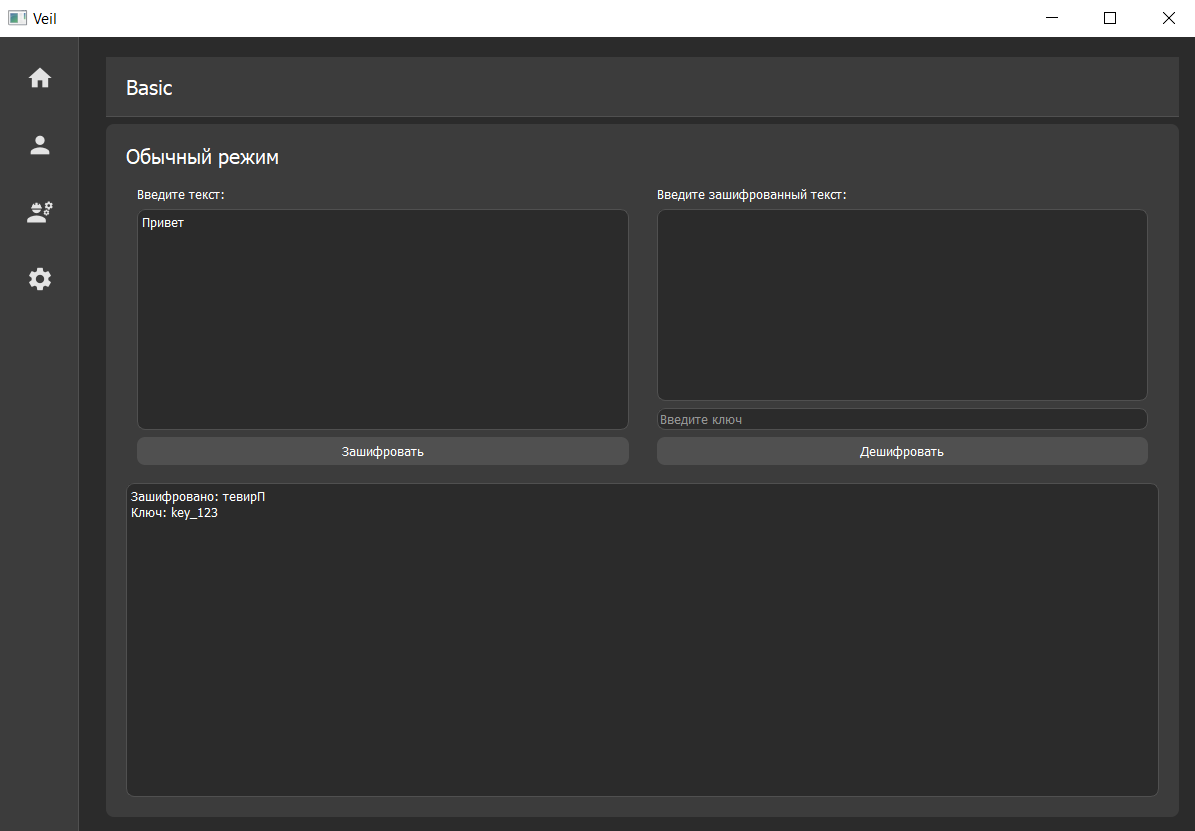 Veil
Basic
Обычный режим
Введите текст:
Привет
Зашифровать
Введите зашифрованный текст:
Введите ключ
Дешифровать
Зашифровано: тевирП
Ключ: key_123